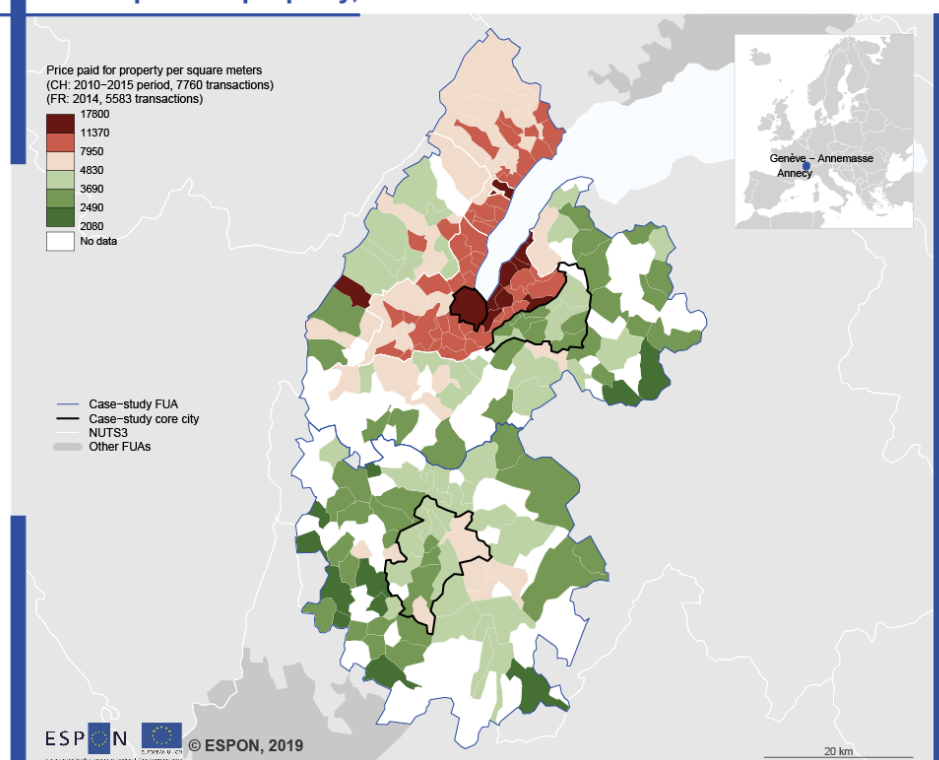 Price paid for property per square meters
(CH: 2010−2015 period, 7760 transactions)
(FR: 2014, 5583 transactions)
17800
11370
7950
4830
3690
2490
2080
No data
Genève − Annemasse
Annecy
Case−study FUA
Case−study core city
NUTS3
Other FUAs
ESPON
© ESPON, 2019
20 km